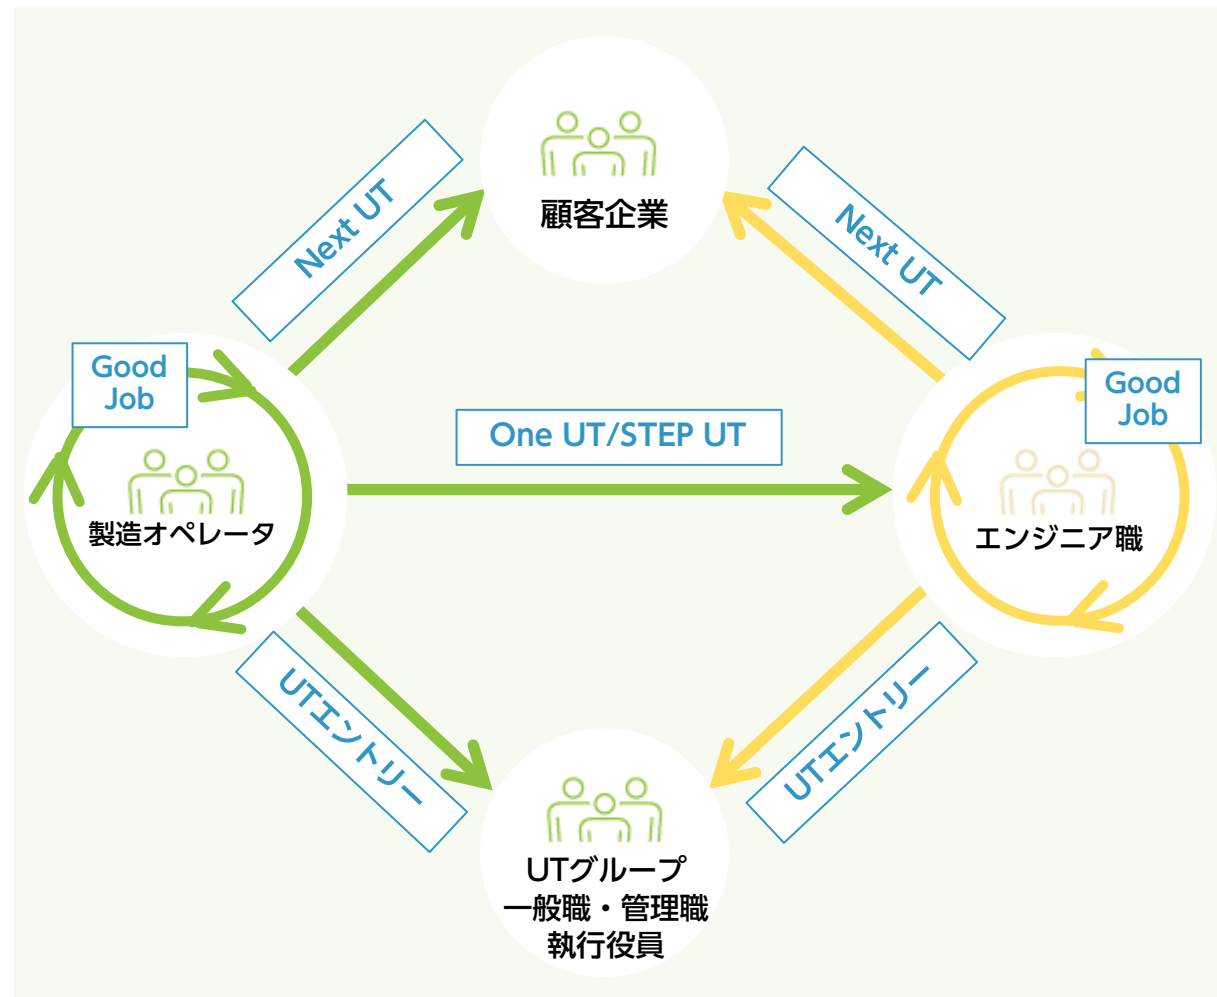 顧客企業
Next UT
Next UT
Good
Job
製造オペレータ
One UT/STEP UT
Good
Job
エンジニア職
UTエントリー
UTエントリー
UTグループ
一般職・管理職
執行役員